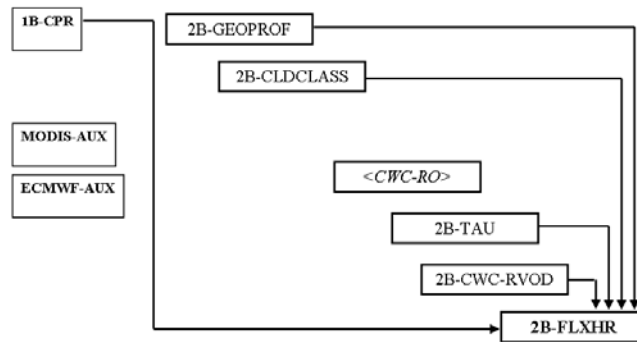 1B-CPR
2B-GEOPROF
2B-CLDCLASS
MODIS-AUX
<CWC-RO>
ECMWF-AUX
2B-TAU
2B-CWC-RVOD
2B-FLXHR